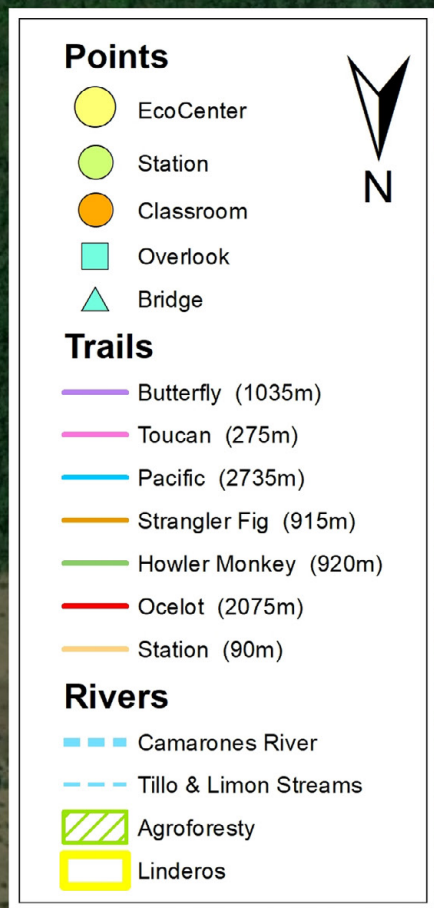 Points
EcoCenter
N
Station
Classroom
Overlook
Bridge
Trails
Butterfly (1035m)
Toucan (275m)
Pacific (2735m)
Strangler Fig (915m)
Howler Monkey (920m)
Ocelot (2075m)
Station (90m)
Rivers
Camarones River
Tillo & Limon Streams
Agroforesty
Linderos